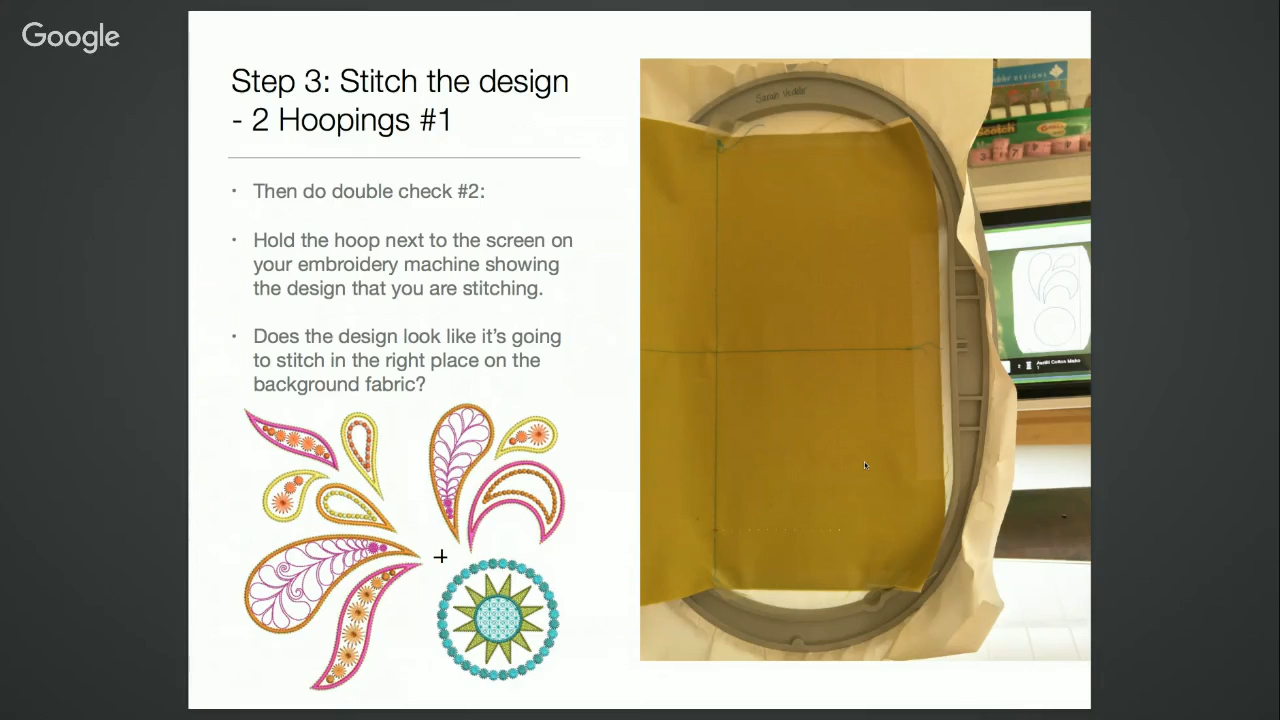 Google
Step 3: Stitch the design
- 2 Hoopings #1
• Then do double check #2:
• Hold the hoop next to the screen on
your embroidery machine showing
the design that you are stitching.
• Does the design look like it’s going
to stitch in the right place on the
background fabric?
+
Scotch
DESIGNS